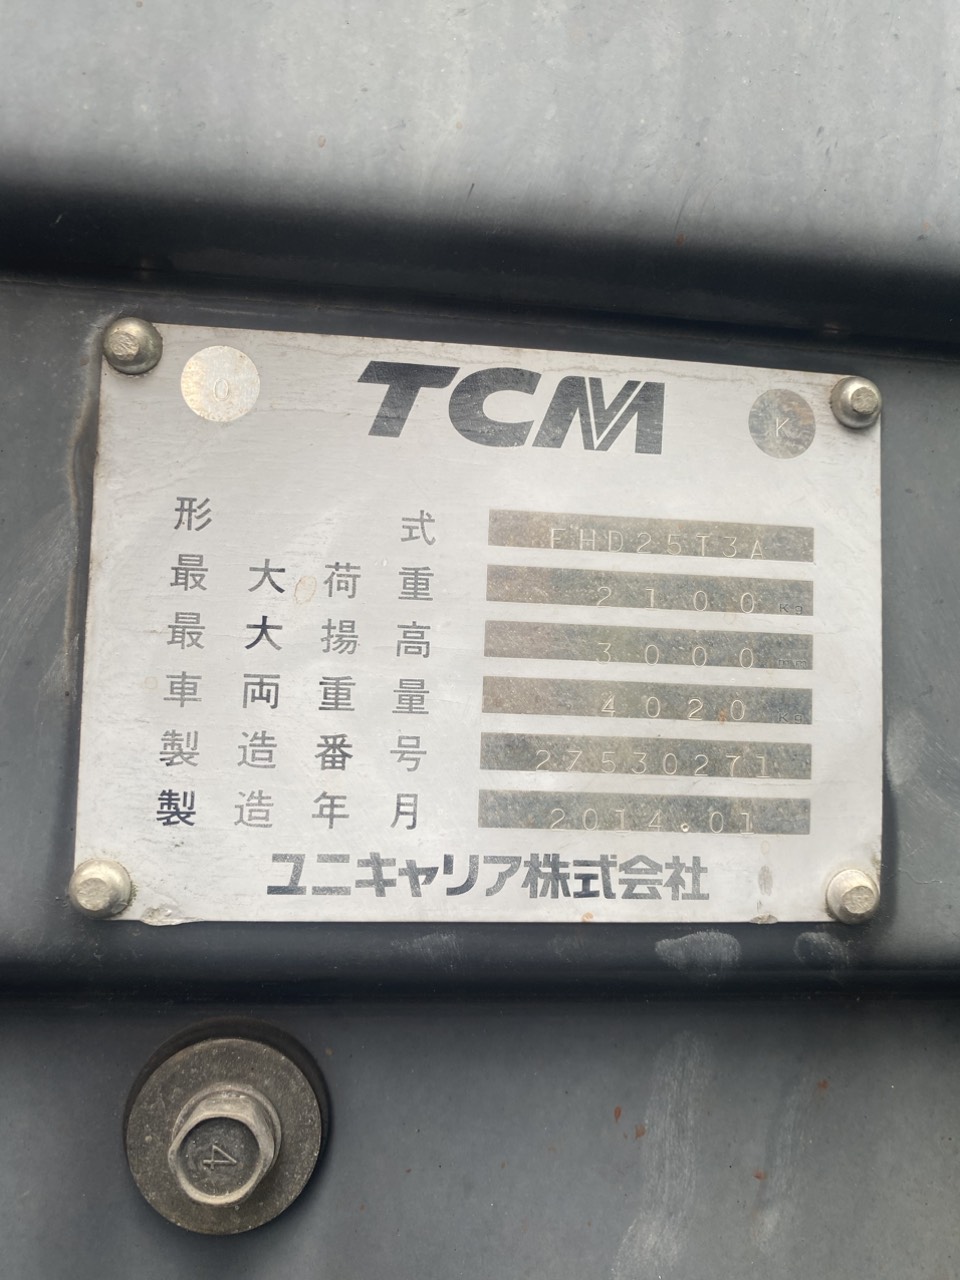 O TCM K
形式 FHD25T3A
最大荷重 2100 Kg
最大揚高 3000 mm
車両重量 4020 Kg
製造番号 27530271
製造年月 2014.01
ユニキャリア株式会社
4